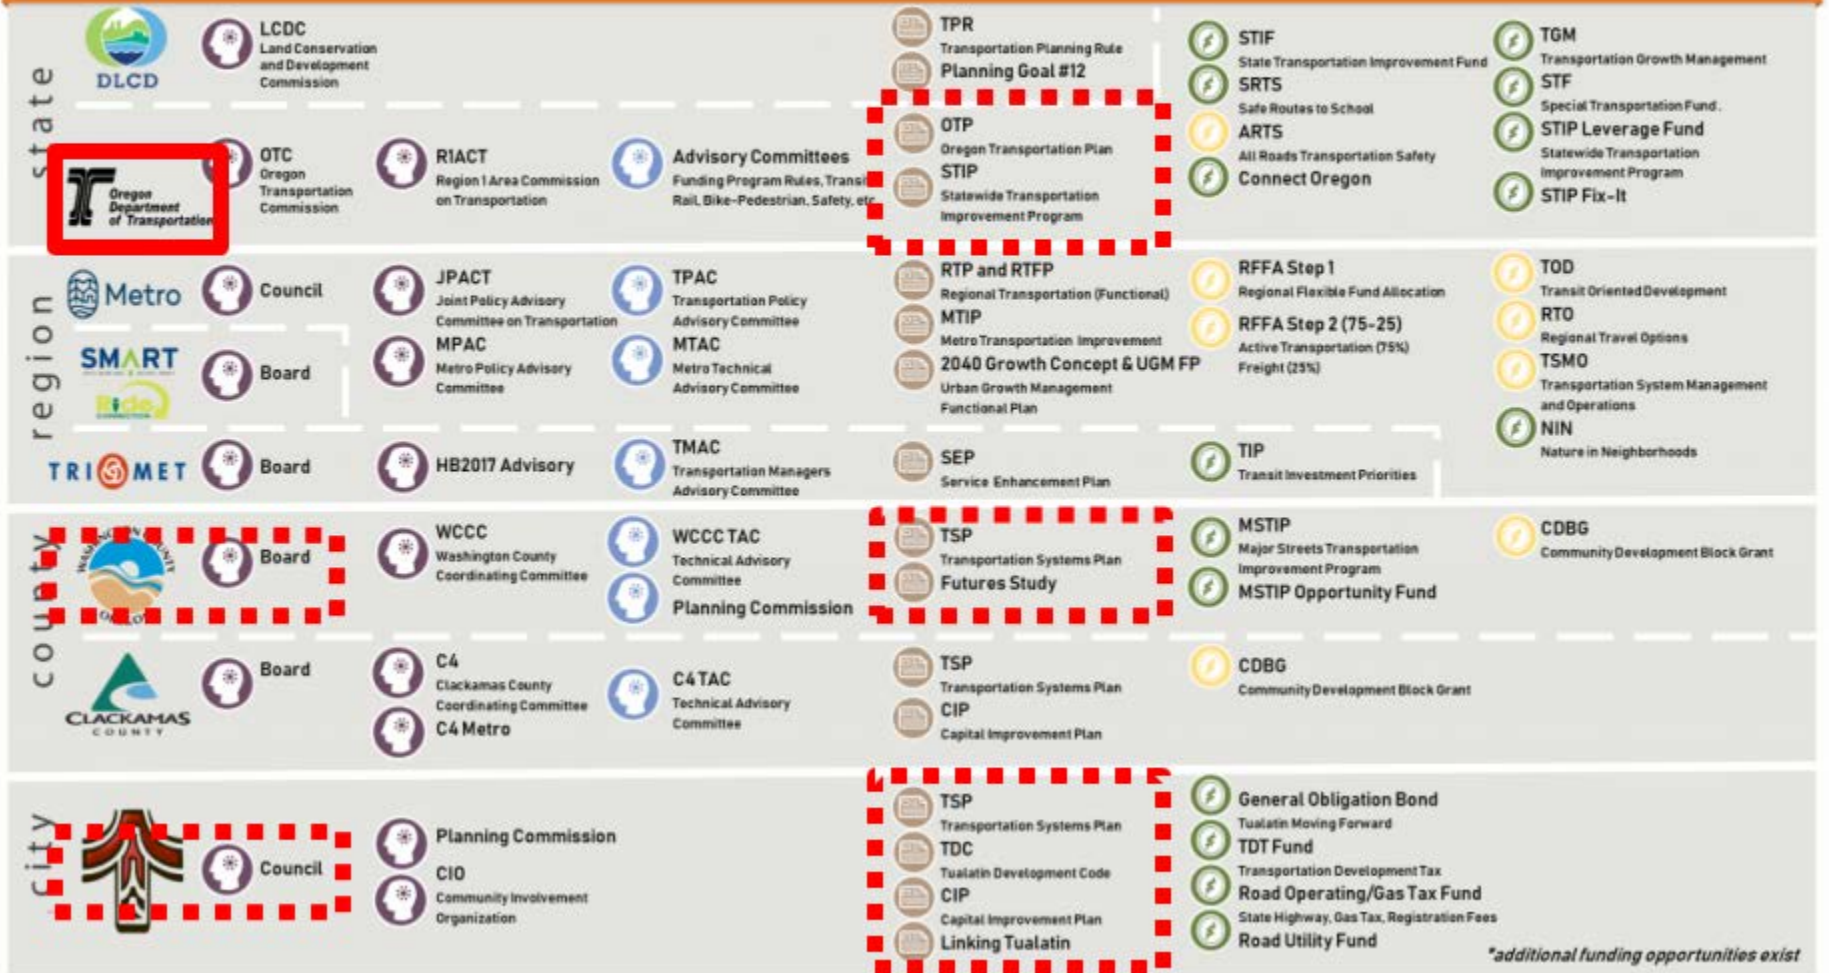 state
DLCD
LCDC
Land Conservation
and Development
Commission
TPR
Transportation Planning Rule
Planning Goal #12
STIF
State Transportation Improvement Fund
SRTS
Safe Routes to School
ARTS
All Roads Transportation Safety
Connect Oregon
TGM
Transportation Growth Management
STF
Special Transportation Fund.
STIP Leverage Fund
Statewide Transportation
Improvement Program
STIP Fix-It
Oregon
Department
of Transportation
OTC
Oregon
Transportation
Commission
R1ACT
Region 1 Area Commission
on Transportation
Advisory Committees
Funding Program Rules, Transit
Rail, Bike-Pedestrian, Safety, etc
OTP
Oregon Transportation Plan
STIP
Statewide Transportation
Improvement Program
region
Metro
Council
JPACT
Joint Policy Advisory
Committee on Transportation
MPAC
Metro Policy Advisory
Committee
TPAC
Transportation Policy
Advisory Committee
MTAC
Metro Technical
Advisory Committee
RTP and RTFP
Regional Transportation (Functional)
MTIP
Metro Transportation Improvement
2040 Growth Concept & UGM FP
Urban Growth Management
Functional Plan
RFFA Step 1
Regional Flexible Fund Allocation
RFFA Step 2 (75-25)
Active Transportation (75%)
Freight (25%)
TOD
Transit Oriented Development
RTO
Regional Travel Options
TSMO
Transportation System Management
and Operations
NIN
Nature in Neighborhoods
SMART
Ride
Board
TRIMET
Board
HB2017 Advisory
TMAC
Transportation Managers
Advisory Committee
SEP
Service Enhancement Plan
TIP
Transit Investment Priorities
county
Board
WCCC
Washington County
Coordinating Committee
WCCC TAC
Technical Advisory
Committee
Planning Commission
TSP
Transportation Systems Plan
Futures Study
MSTIP
Major Streets Transportation
Improvement Program
MSTIP Opportunity Fund
CDBG
Community Development Block Grant
CLACKAMAS
COUNTY
Board
C4
Clackamas County
Coordinating Committee
C4 Metro
C4 TAC
Technical Advisory
Committee
TSP
Transportation Systems Plan
CIP
Capital Improvement Plan
CDBG
Community Development Block Grant
city
Council
Planning Commission
CIO
Community Involvement
Organization
TSP
Transportation Systems Plan
TDC
Tualatin Development Code
CIP
Capital Improvement Plan
Linking Tualatin
General Obligation Bond
Tualatin Moving Forward
TDT Fund
Transportation Development Tax
Road Operating/Gas Tax Fund
State Highway, Gas Tax, Registration Fees
Road Utility Fund
*additional funding opportunities exist